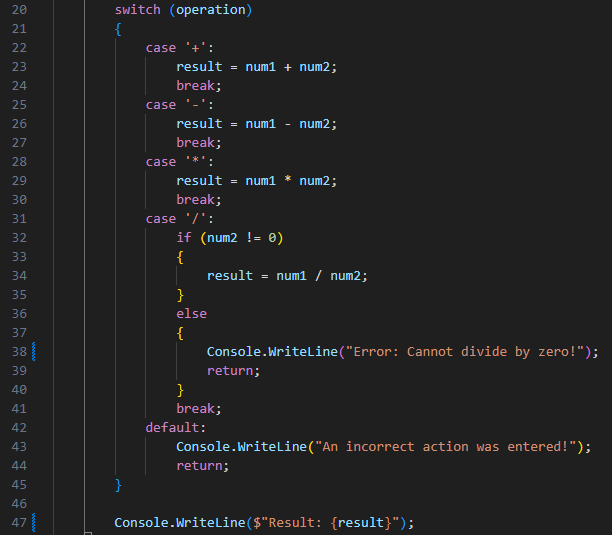 20 switch (operation)
21 {
22 case '+':
23 result = num1 + num2;
24 break;
25 case '-':
26 result = num1 - num2;
27 break;
28 case '*':
29 result = num1 * num2;
30 break;
31 case '/':
32 if (num2 != 0)
33 {
34 result = num1 / num2;
35 }
36 else
37 {
38 Console.WriteLine("Error: Cannot divide by zero!");
39 return;
40 }
41 break;
42 default:
43 Console.WriteLine("An incorrect action was entered!");
44 return;
45 }
46
47 Console.WriteLine($"Result: {result}");